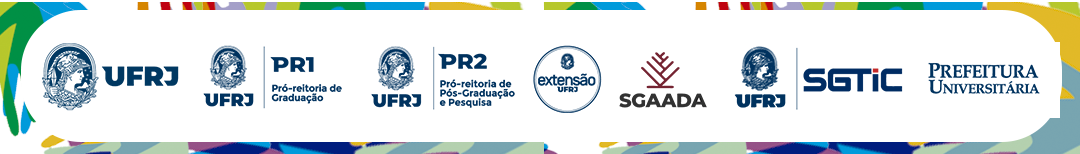 UFRJ
UFRJ
PR1
Pró-reitoria de
Graduação
UFRJ
PR2
Pró-reitoria de
Pós-Graduação
e Pesquisa
extensão
UFRJ
SGAADA
UFRJ
SGTIC
PREFEITURA
UNIVERSITÁRIA